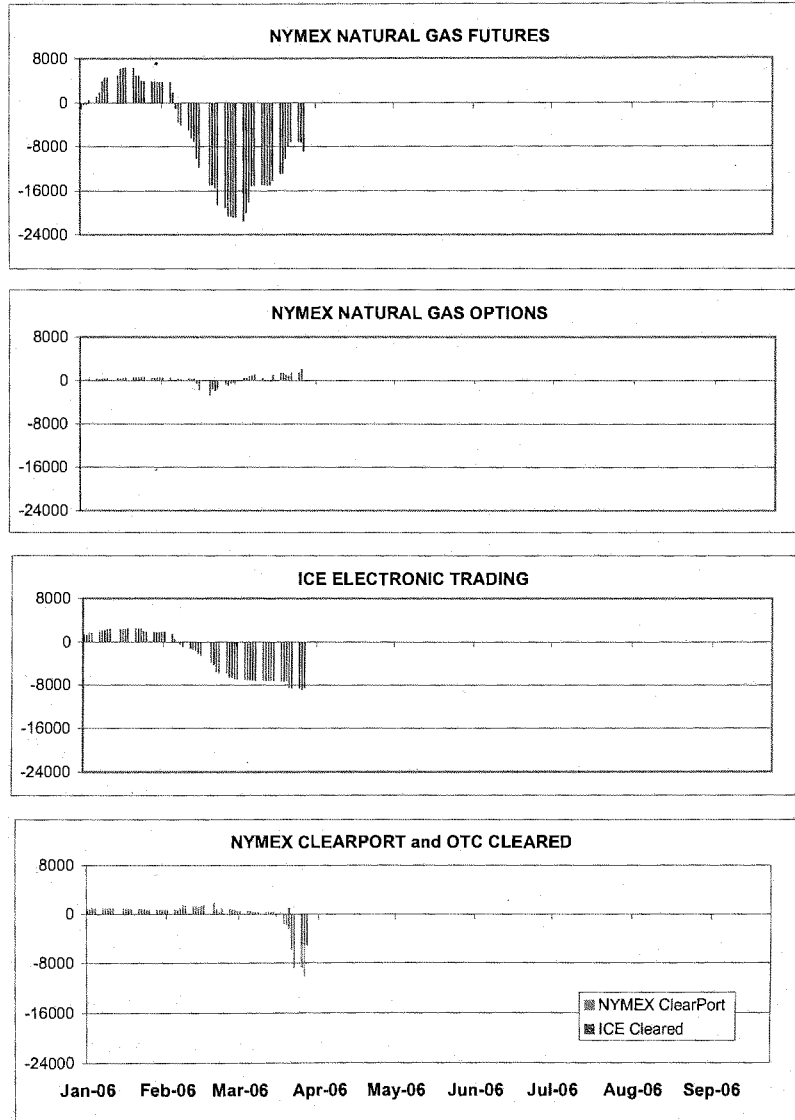 NYMEX NATURAL GAS FUTURES
8000
0
-8000
-16000
-24000
NYMEX NATURAL GAS OPTIONS
8000
0
-8000
-16000
-24000
ICE ELECTRONIC TRADING
8000
0
-8000
-16000
-24000
NYMEX CLEARPORT and OTC CLEARED
8000
0
-8000
-16000
-24000
NYMEX ClearPort
ICE Cleared
Jan-06 Feb-06 Mar-06 Apr-06 May-06 Jun-06 Jul-06 Aug-06 Sep-06